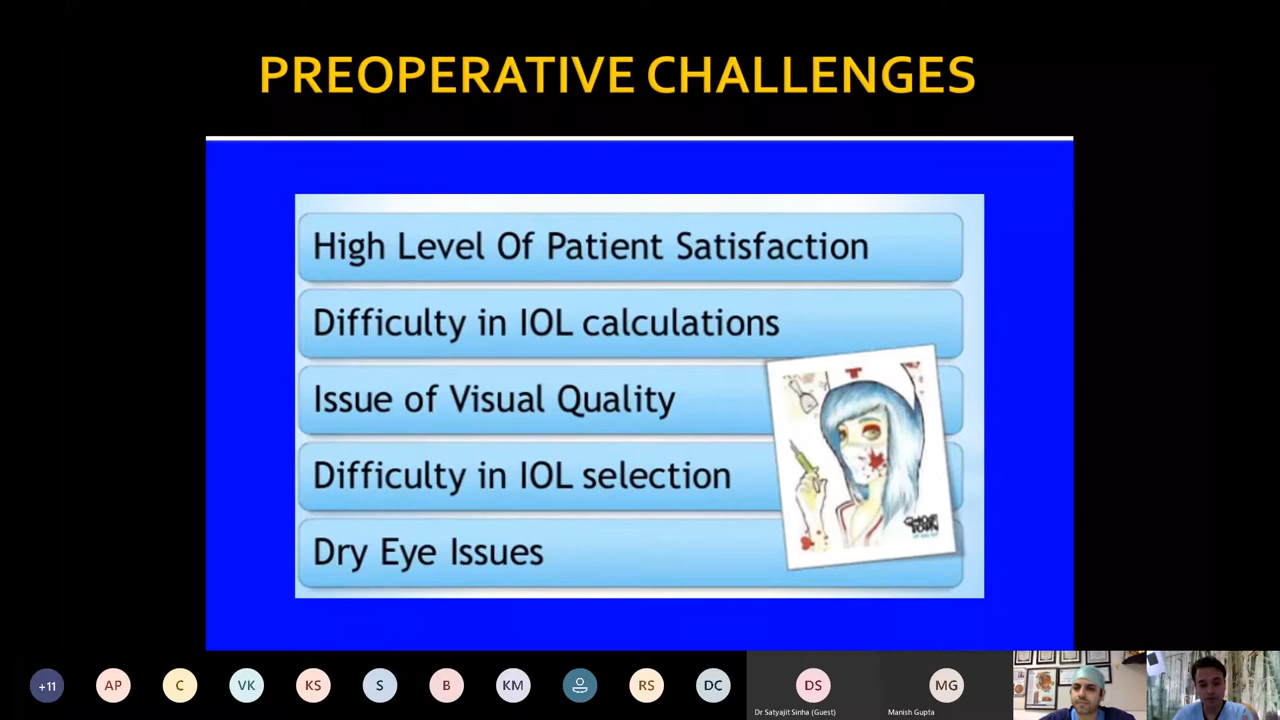 PREOPERATIVE CHALLENGES
High Level Of Patient Satisfaction
Difficulty in IOL calculations
Issue of Visual Quality
Difficulty in IOL selection
Dry Eye Issues
+11
AP
C
VK
KS
S
B
KM
RS
DC
DS
MG
Dr Satyajit Sinha (Guest)
Manish Gupta